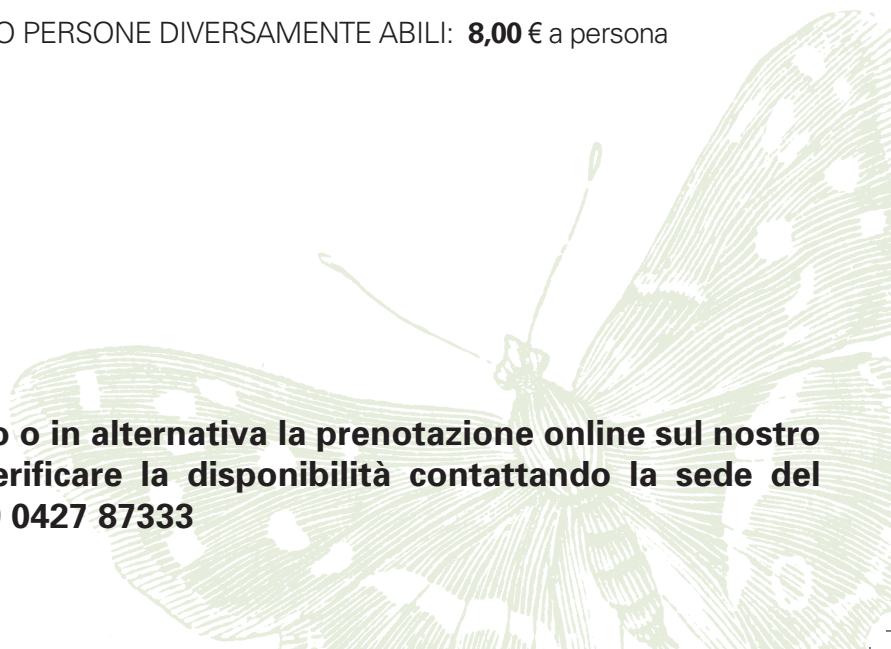 O PERSONE DIVERSAMENTE ABILI: 8,00 € a persona
o in alternativa la prenotazione online sul nostro
la disponibilità contattando la sede del
0427 87333